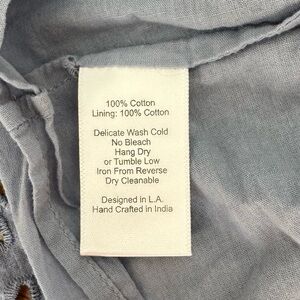 100% Cotton
Lining: 100% Cotton
Delicate Wash Cold
No Bleach
Hang Dry
or Tumble Low
Iron From Reverse
Dry Cleanable
Designed in L.A.
Hand Crafted in India